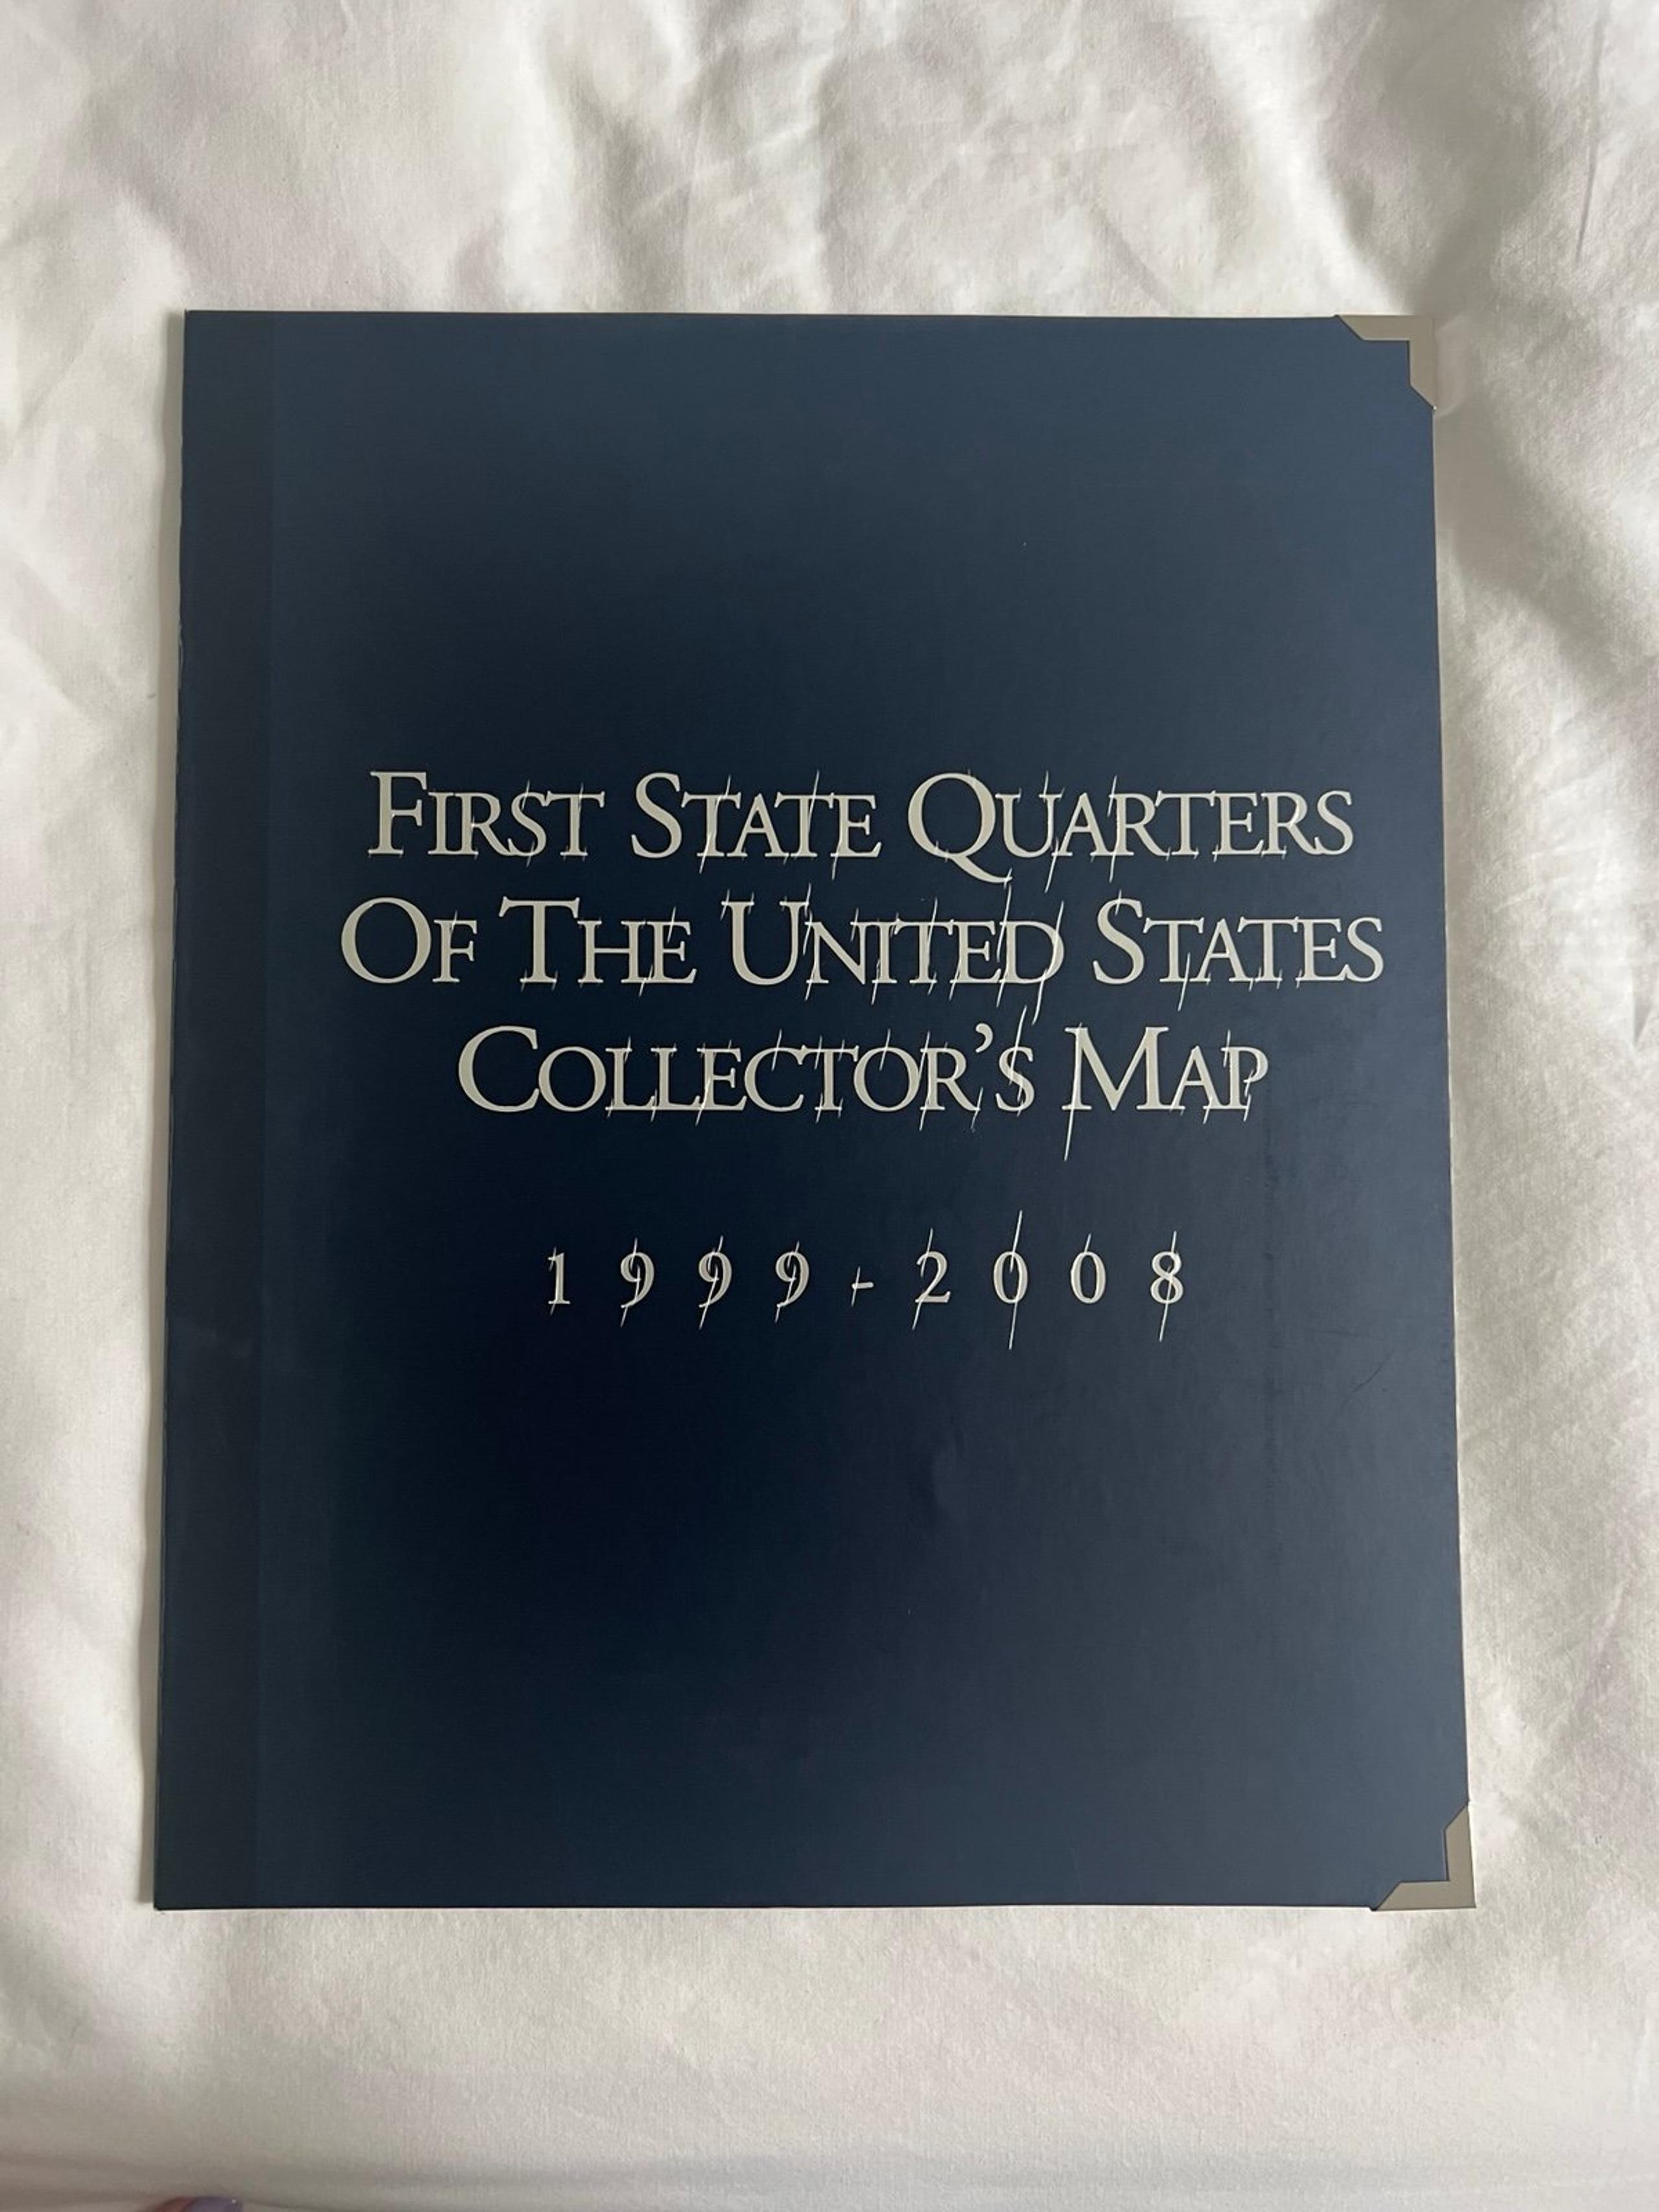 First State Quarters
Of The United States
Collector's Map
1999-2008